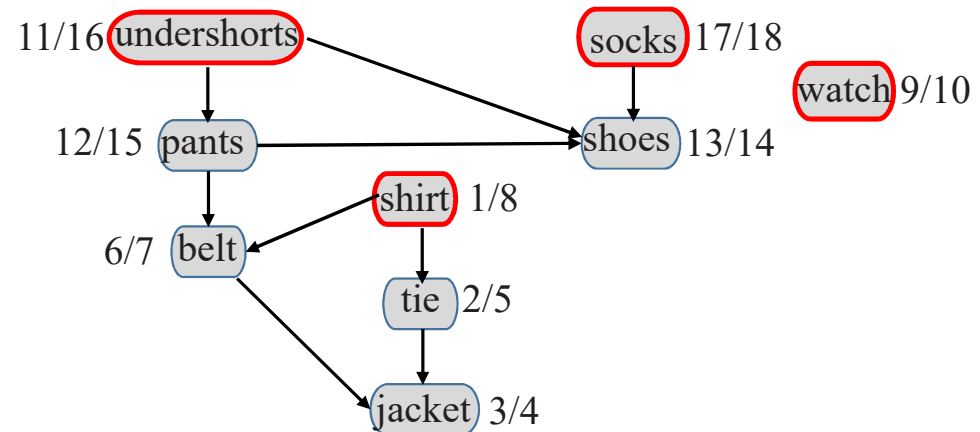 11/16 undershorts
socks 17/18
watch 9/10
12/15 pants
shoes 13/14
shirt 1/8
6/7 belt
tie 2/5
jacket 3/4